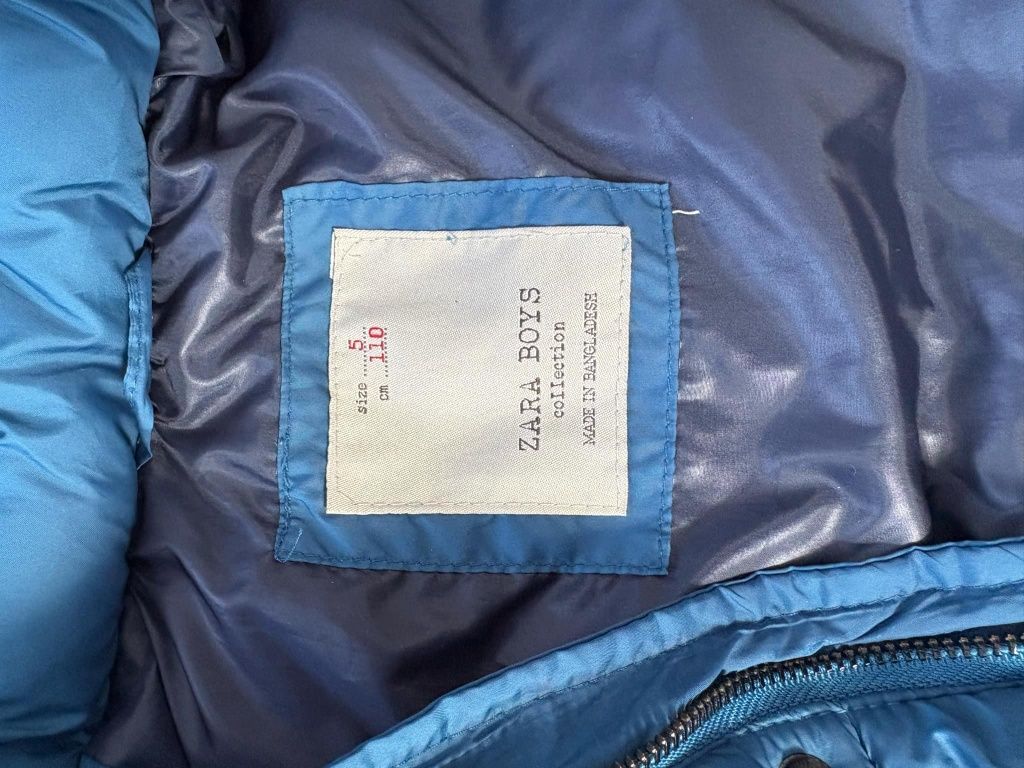 size ..... 5
cm ..... 110
ZARA BOYS
collection
MADE IN BANGLADESH